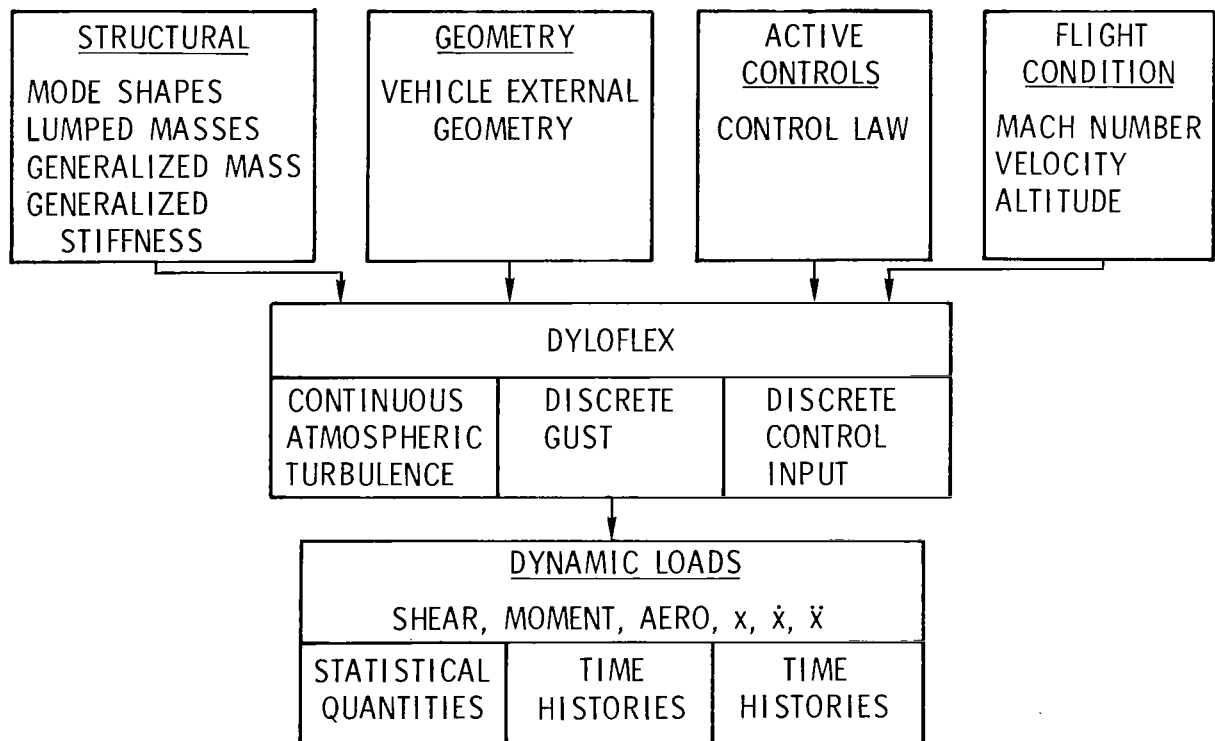 STRUCTURAL
MODE SHAPES
LUMPED MASSES
GENERALIZED MASS
GENERALIZED
STIFFNESS
GEOMETRY
VEHICLE EXTERNAL
GEOMETRY
ACTIVE
CONTROLS
CONTROL LAW
FLIGHT
CONDITION
MACH NUMBER
VELOCITY
ALTITUDE
DYLOFLEX
CONTINUOUS
ATMOSPHERIC
TURBULENCE
DISCRETE
GUST
DISCRETE
CONTROL
INPUT
DYNAMIC LOADS
SHEAR, MOMENT, AERO, x, ẋ, ẍ
STATISTICAL
QUANTITIES
TIME
HISTORIES
TIME
HISTORIES